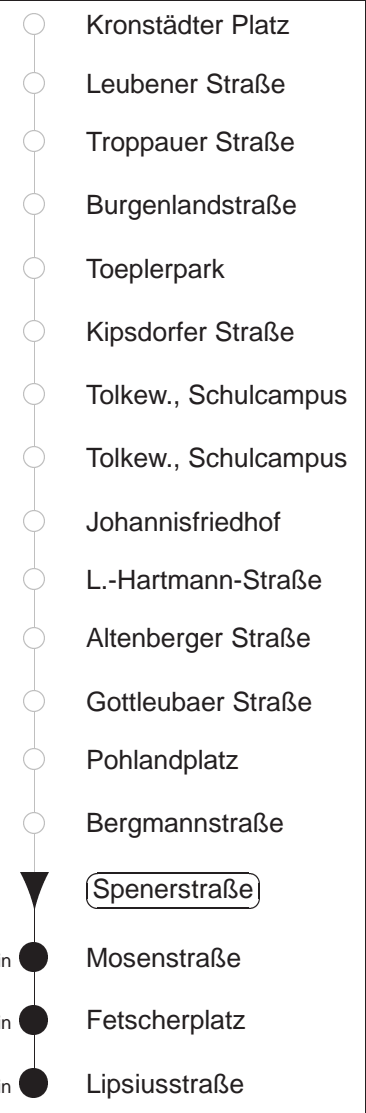 Kronstädter Platz
Leubener Straße
Troppauer Straße
Burgenlandstraße
Toeplerpark
Kipsdorfer Straße
Tolkew., Schulcampus
Tolkew., Schulcampus
Johannisfriedhof
L.-Hartmann-Straße
Altenberger Straße
Gottleubaer Straße
Pohlandplatz
Bergmannstraße
Spenerstraße
Mosenstraße
Fetscherplatz
Lipsiusstraße